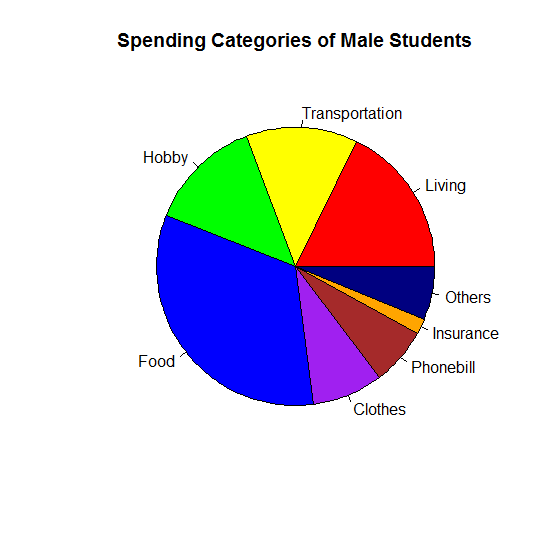 Spending Categories of Male Students
Transportation
Hobby
Living
Others
Insurance
Food
Phonebill
Clothes